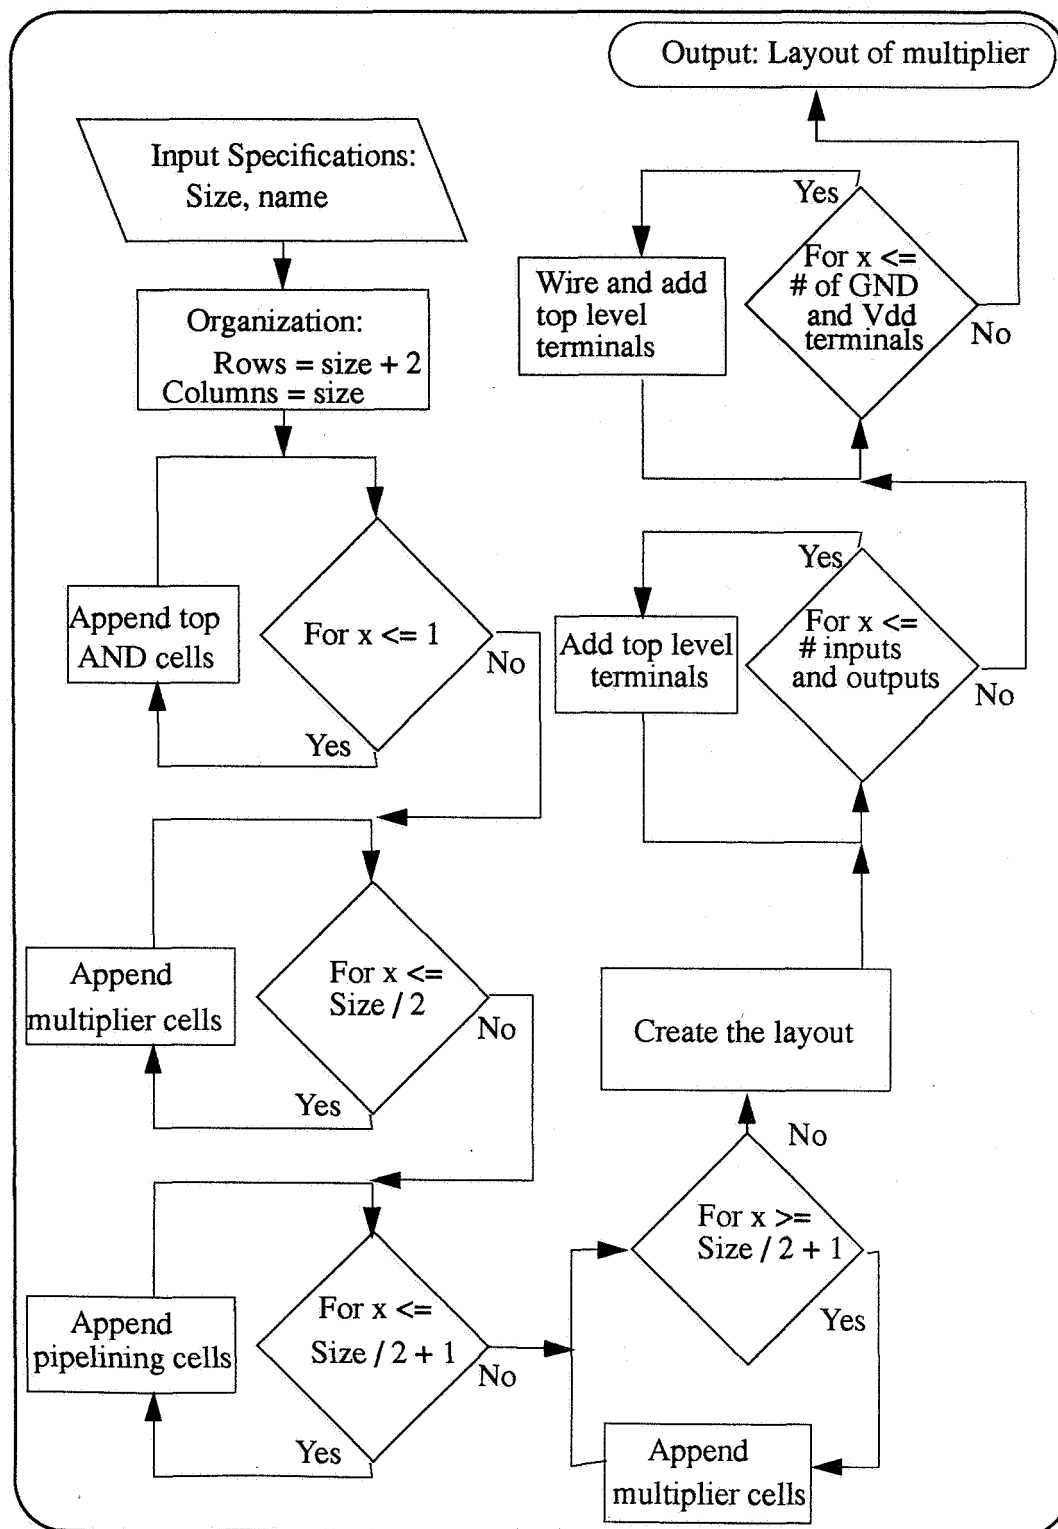 Output: Layout of multiplier
Input Specifications:
Size, name
Organization:
Rows = size + 2
Columns = size
Append top
AND cells
For x <= 1
No
Yes
Append
multiplier cells
For x <=
Size / 2
No
Yes
Append
pipelining cells
For x <=
Size / 2 + 1
No
Yes
For x >=
Size / 2 + 1
No
Yes
Append
multiplier cells
Create the layout
Add top level
terminals
Yes
For x <=
# inputs
and outputs
No
Wire and add
top level
terminals
Yes
For x <=
# of GND
and Vdd
terminals
No